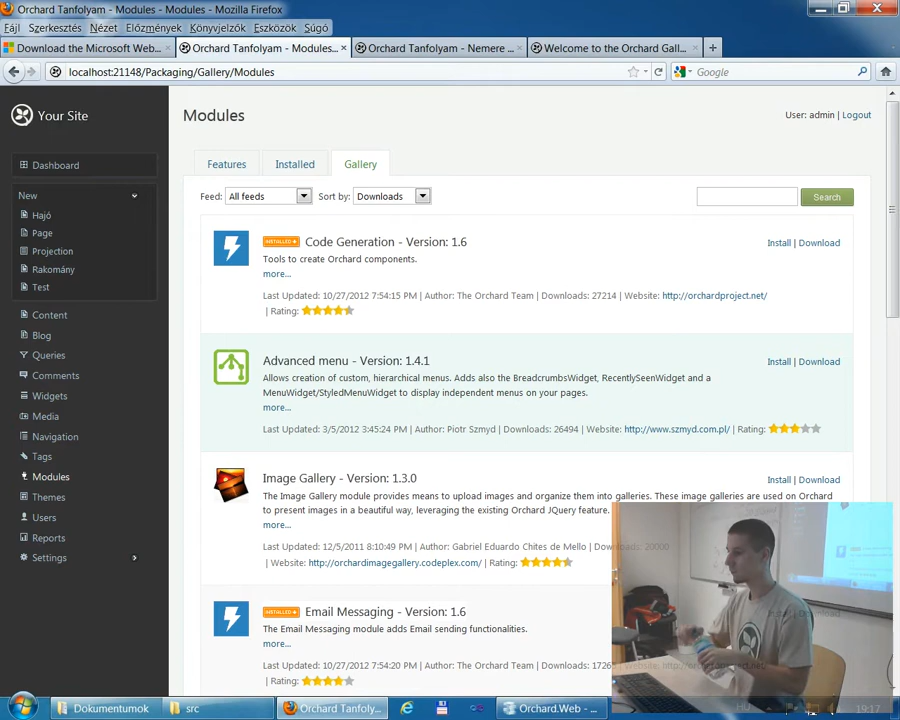 Orchard Tanfolyam - Modules - Modules - Mozilla Firefox
Fájl Szerkesztés Nézet Előzmények Könyvjelzők Eszközök Súgó
Download the Microsoft Web... Orchard Tanfolyam - Modules... Orchard Tanfolyam - Nemere ... Welcome to the Orchard Gall...
localhost:21148/Packaging/Gallery/Modules
Google
Your Site
Modules
User: admin | Logout
Dashboard
Features Installed Gallery
New
Feed: All feeds Sort by: Downloads Search
Hajó
Page
Projection
Rakomány
Test
Content
Blog
Queries
Comments
Widgets
Media
Navigation
Tags
Modules
Themes
Users
Reports
Settings
INSTALLED Code Generation - Version: 1.6
Install | Download
Tools to create Orchard components.
more...
Last Updated: 10/27/2012 7:54:15 PM | Author: The Orchard Team | Downloads: 27214 | Website: http://orchardproject.net/
| Rating:
Advanced menu - Version: 1.4.1
Install | Download
Allows creation of custom, hierarchical menus. Adds also the BreadcrumbsWidget, RecentlySeenWidget and a
MenuWidget/StyledMenuWidget to display independent menus on your pages.
more...
Last Updated: 3/5/2012 3:45:24 PM | Author: Piotr Szmyd | Downloads: 26494 | Website: http://www.szmyd.com.pl/ | Rating:
Image Gallery - Version: 1.3.0
Install | Download
The Image Gallery module provides means to upload images and organize them into galleries. These image galleries are used on Orchard
to present images in a beautiful way, leveraging the existing Orchard JQuery feature.
more...
Last Updated: 12/5/2011 8:10:49 PM | Author: Gabriel Eduardo Chites de Mello | Downloads: 20000
| Website: http://orchardimagegallery.codeplex.com/ | Rating:
INSTALLED Email Messaging - Version: 1.6
Install | Download
The Email Messaging module adds Email sending functionalities.
more...
Last Updated: 10/27/2012 7:54:20 PM | Author: The Orchard Team | Downloads: 17265 | Website: http://orchardproject.net/
| Rating:
Dokumentumok src Orchard Tanfoly... Orchard.Web - ... HU 19:17